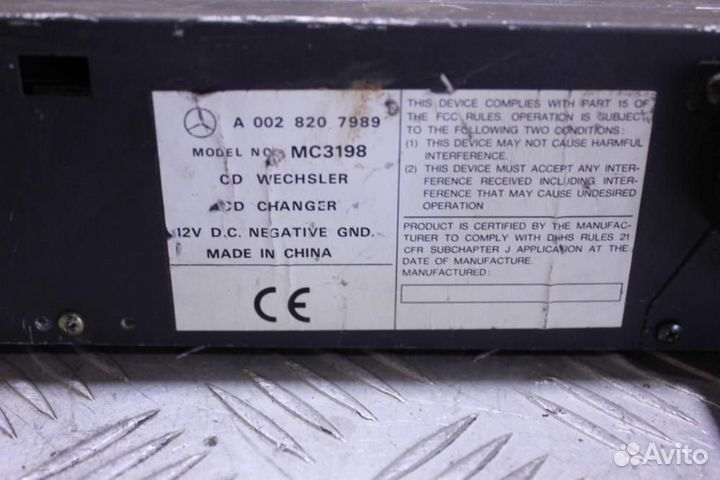 A 002 820 7989
MODEL NO. MC3198
CD WECHSLER
CD CHANGER
12V D.C. NEGATIVE GND.
MADE IN CHINA
CE
THIS DEVICE COMPLIES WITH PART 15 OF
THE FCC RULES. OPERATION IS SUBJECT
TO THE FOLLOWING TWO CONDITIONS:
(1) THIS DEVICE MAY NOT CAUSE HARMFUL
INTERFERENCE.
(2) THIS DEVICE MUST ACCEPT ANY INTER-
FERENCE RECEIVED INCLUDING INTER-
FERENCE THAT MAY CAUSE UNDESIRED
OPERATION
PRODUCT IS CERTIFIED BY THE MANUFAC-
TURER TO COMPLY WITH DHHS RULES 21
CFR SUBCHAPTER J APPLICATION AT THE
DATE OF MANUFACTURE.
MANUFACTURED:
Avito